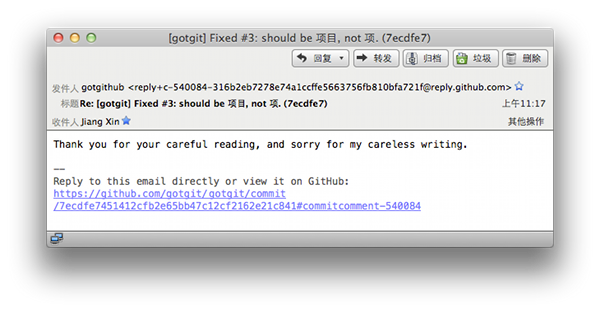 [gotgit] Fixed #3: should be 项目, not 项. (7ecdfe7)
回复 转发 归档 垃圾 删除
发件人 gotgithub <reply+c-540084-316b2eb7278e74a1ccffe5663756fb810bfa721f@reply.github.com>
标题 Re: [gotgit] Fixed #3: should be 项目, not 项. (7ecdfe7) 上午11:17
收件人 Jiang Xin 其他操作
Thank you for your careful reading, and sorry for my careless writing.
—
Reply to this email directly or view it on GitHub:
https://github.com/gotgit/gotgit/commit
/7ecdfe7451412cfb2e65bb47c12cf2162e21c841#commitcomment-540084